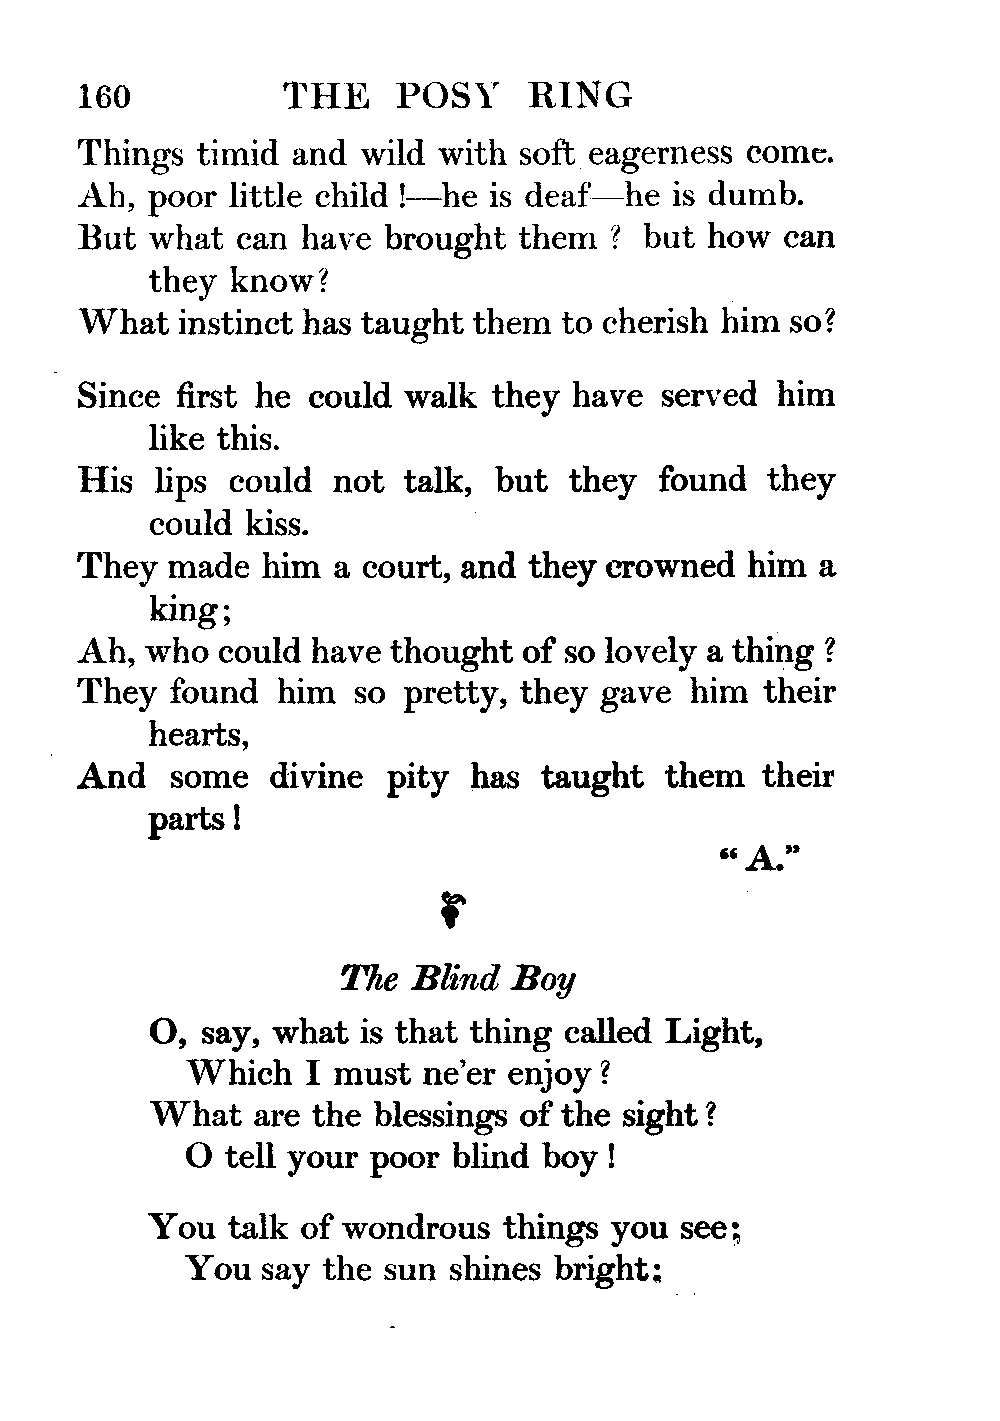 160 THE POSY RING
Things timid and wild with soft eagerness come.
Ah, poor little child !—he is deaf—he is dumb.
But what can have brought them ? but how can
they know?
What instinct has taught them to cherish him so?
Since first he could walk they have served him
like this.
His lips could not talk, but they found they
could kiss.
They made him a court, and they crowned him a
king;
Ah, who could have thought of so lovely a thing ?
They found him so pretty, they gave him their
hearts,
And some divine pity has taught them their
parts !
“ A.”
The Blind Boy
O, say, what is that thing called Light,
Which I must ne’er enjoy ?
What are the blessings of the sight ?
O tell your poor blind boy !
You talk of wondrous things you see;
You say the sun shines bright;